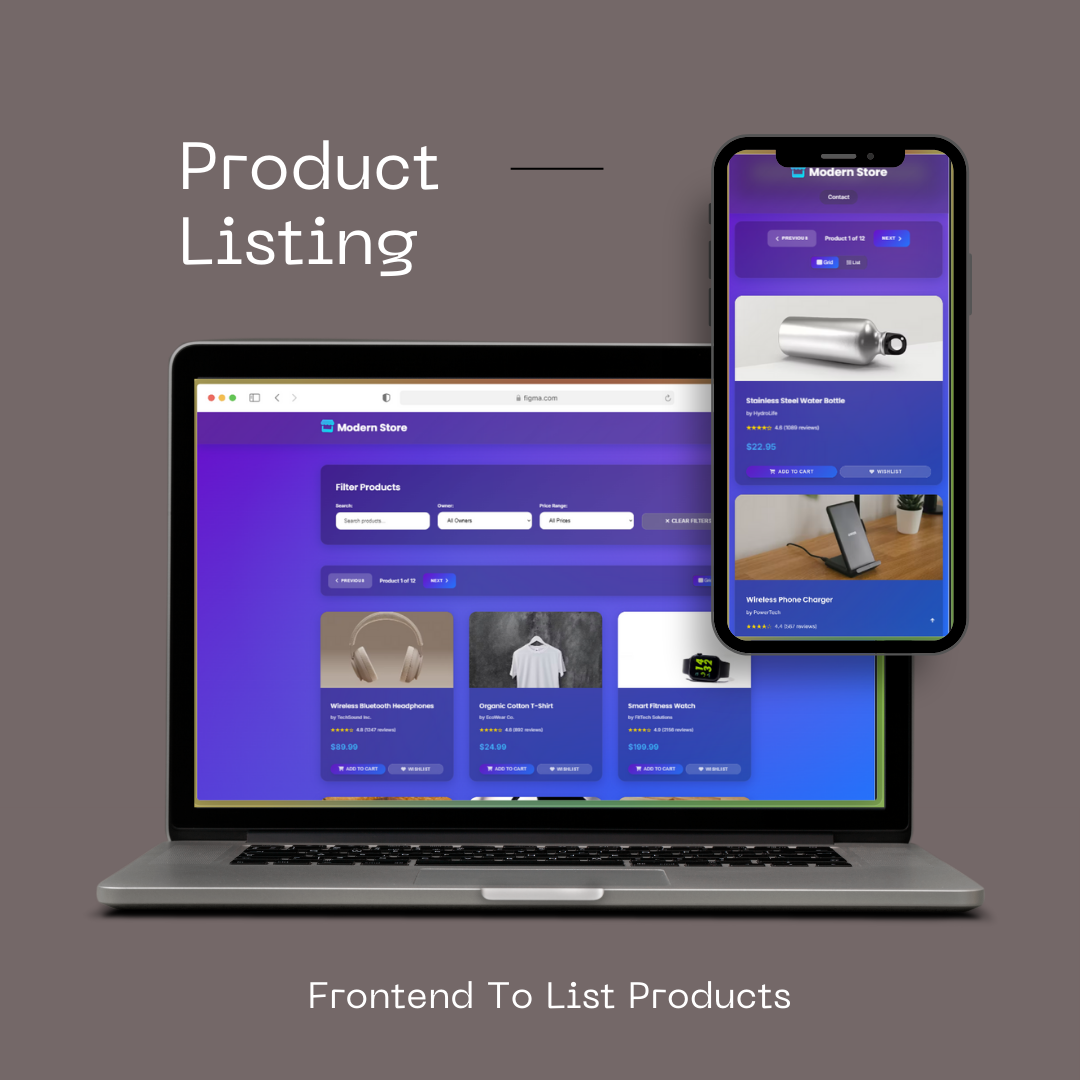 Product
Listing
Modern Store
Contact
PREVIOUS
Product 1 of 12
NEXT
Grid
List
Stainless Steel Water Bottle
by HydroLife
$22.95
ADD TO CART
WISHLIST
Wireless Phone Charger
by PowerTech
4.4 (567 reviews)
figma.com
Modern Store
Filter Products
Search:
Owner:
Price Range:
Search products...
All Owners
All Prices
CLEAR FILTERS
PREVIOUS
Product 1 of 12
NEXT
Wireless Bluetooth Headphones
Organic Cotton T-Shirt
Smart Fitness Watch
by TechSound Inc.
by EcoWear Co.
by FitTech Solutions
$89.99
$24.99
$199.99
ADD TO CART
WISHLIST
ADD TO CART
WISHLIST
ADD TO CART
WISHLIST
Frontend To List Products